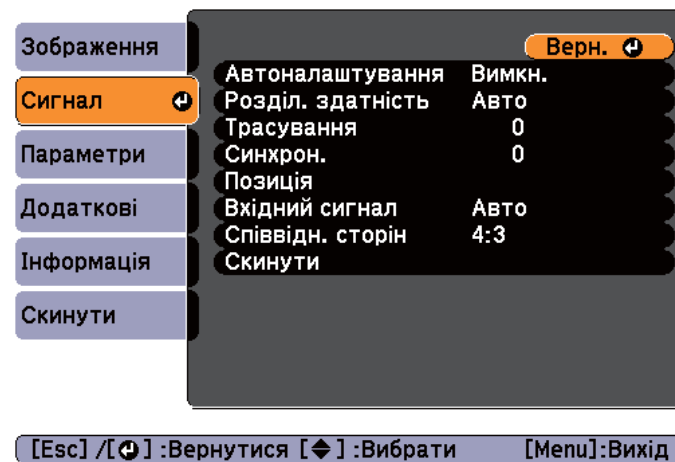 Зображення
Сигнал
Параметри
Додаткові
Інформація
Скинути
Верн.
Автоналаштування Вимкн.
Розділ. здатність Авто
Трасування 0
Синхрон. 0
Позиція
Вхідний сигнал Авто
Співвідн. сторін 4:3
Скинути
[Esc] /[ ] :Вернутися [ ] :Вибрати [Menu]:Вихід